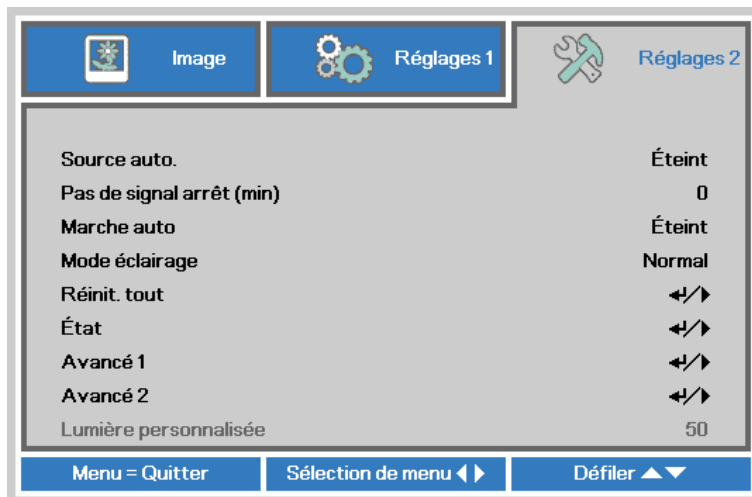 Image
Réglages 1
Réglages 2
Source auto. Éteint
Pas de signal arrêt (min) 0
Marche auto Éteint
Mode éclairage Normal
Réinit. tout
État
Avancé 1
Avancé 2
Lumière personnalisée 50
Menu = Quitter
Sélection de menu
Défiler